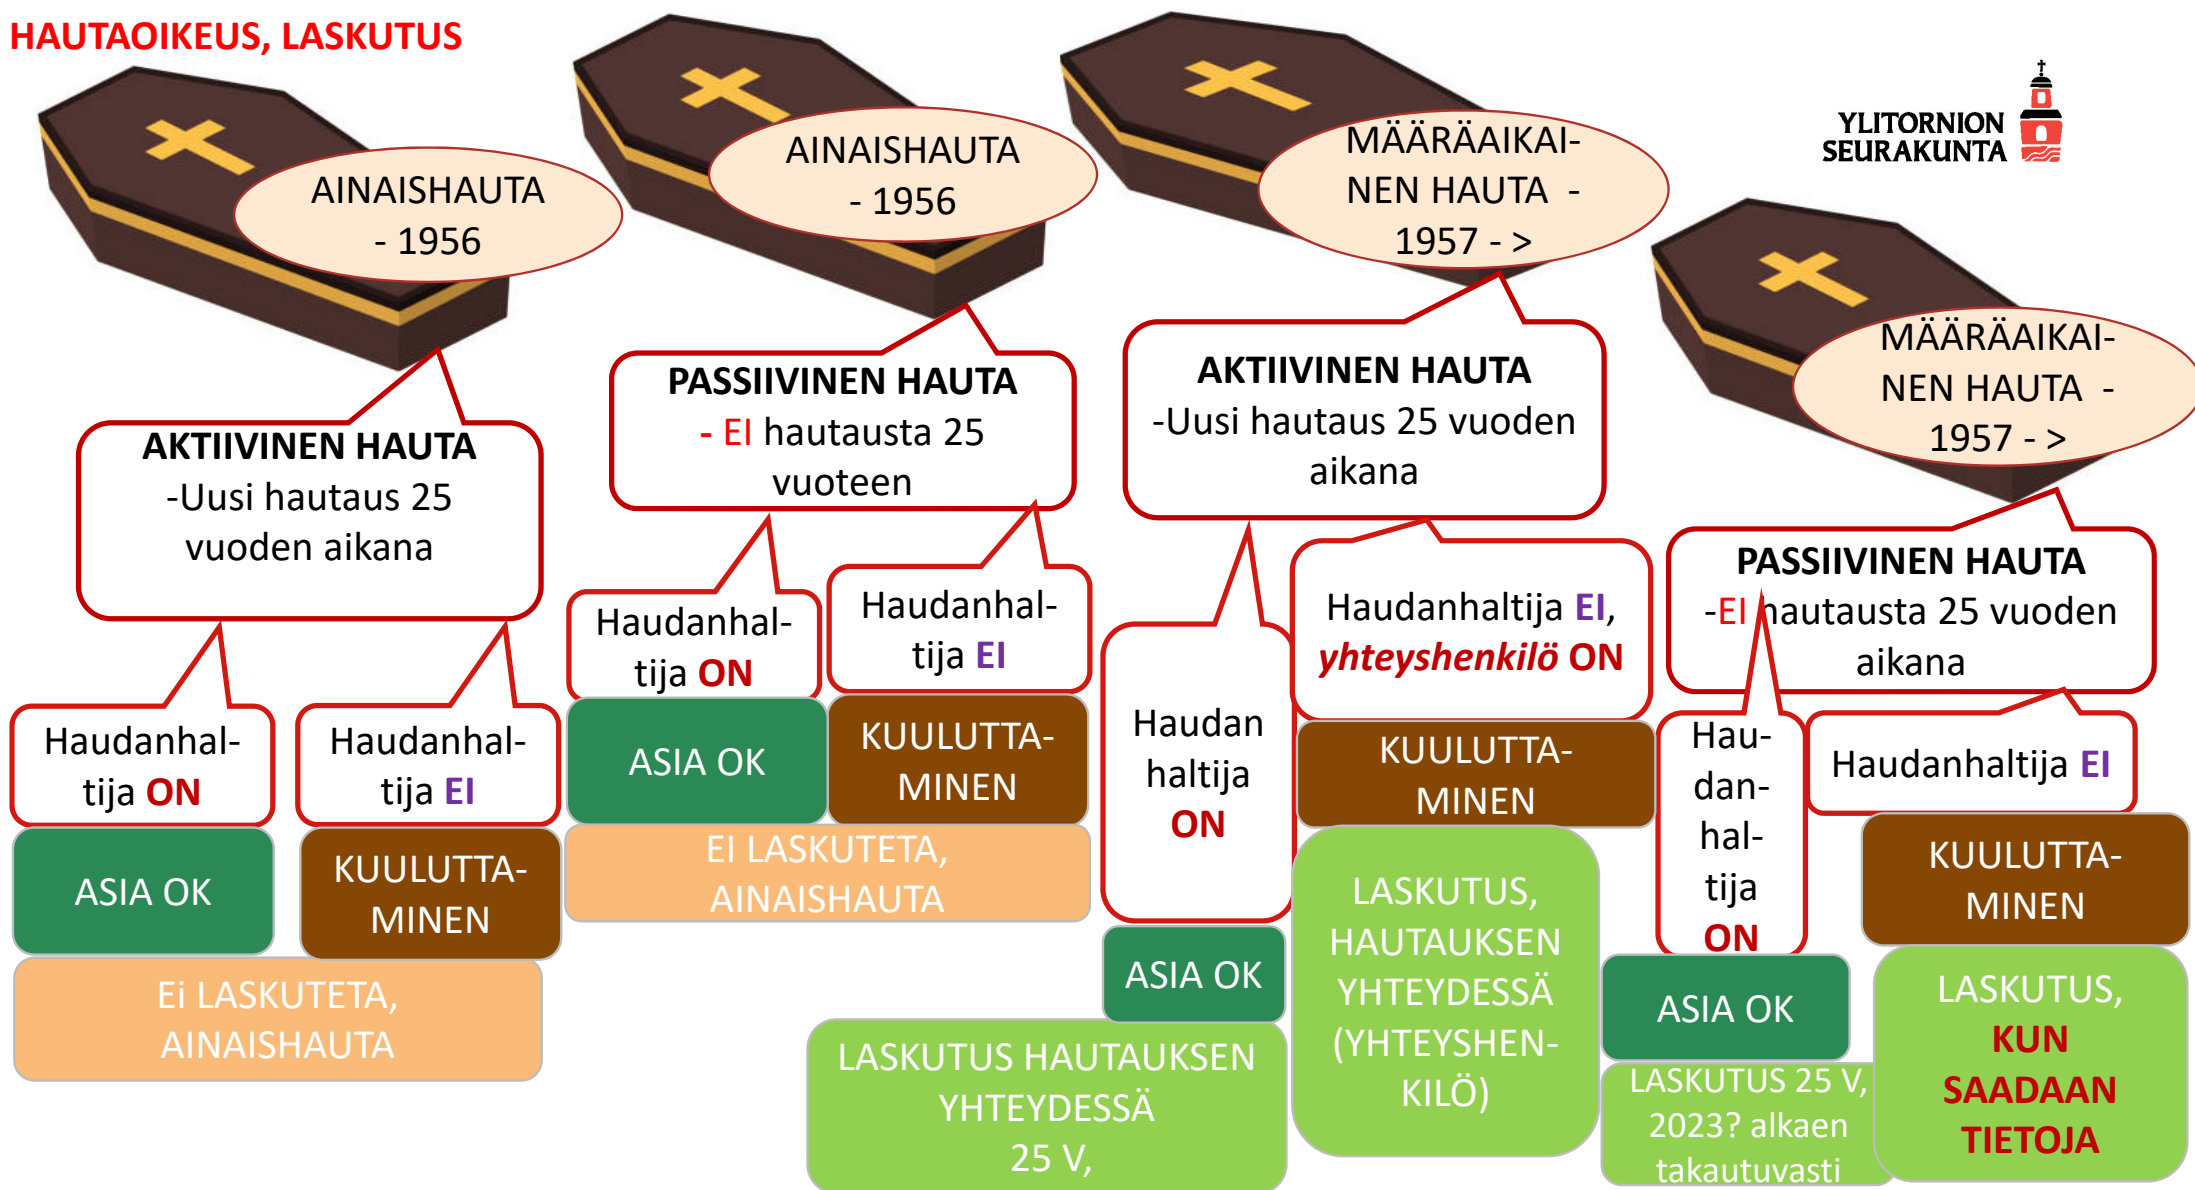 HAUTAOIKEUS, LASKUTUS
YLITORNION
SEURAKUNTA
AINAISHAUTA
- 1956
AKTIIVINEN HAUTA
-Uusi hautaus 25
vuoden aikana
Haudanhal-
tija ON
ASIA OK
Haudanhal-
tija EI
KUULUTTA-
MINEN
Ei LASKUTETA,
AINAISHAUTA
AINAISHAUTA
- 1956
PASSIIVINEN HAUTA
- EI hautausta 25
vuoteen
Haudanhal-
tija ON
ASIA OK
Haudanhal-
tija EI
KUULUTTA-
MINEN
EI LASKUTETA,
AINAISHAUTA
MÄÄRÄAIKAI-
NEN HAUTA -
1957 - >
AKTIIVINEN HAUTA
-Uusi hautaus 25 vuoden
aikana
Haudan
haltija
ON
ASIA OK
LASKUTUS HAUTAUKSEN
YHTEYDESSÄ
25 V,
Haudanhaltija EI,
yhteyshenkilö ON
KUULUTTA-
MINEN
LASKUTUS,
HAUTAUKSEN
YHTEYDESSÄ
(YHTEYSHEN-
KILÖ)
MÄÄRÄAIKAI-
NEN HAUTA -
1957 - >
PASSIIVINEN HAUTA
-EI hautausta 25 vuoden
aikana
Hau-
dan-
hal-
tija
ON
ASIA OK
LASKUTUS 25 V,
2023? alkaen
takautuvasti
Haudanhaltija EI
KUULUTTA-
MINEN
LASKUTUS,
KUN
SAADAAN
TIETOJA